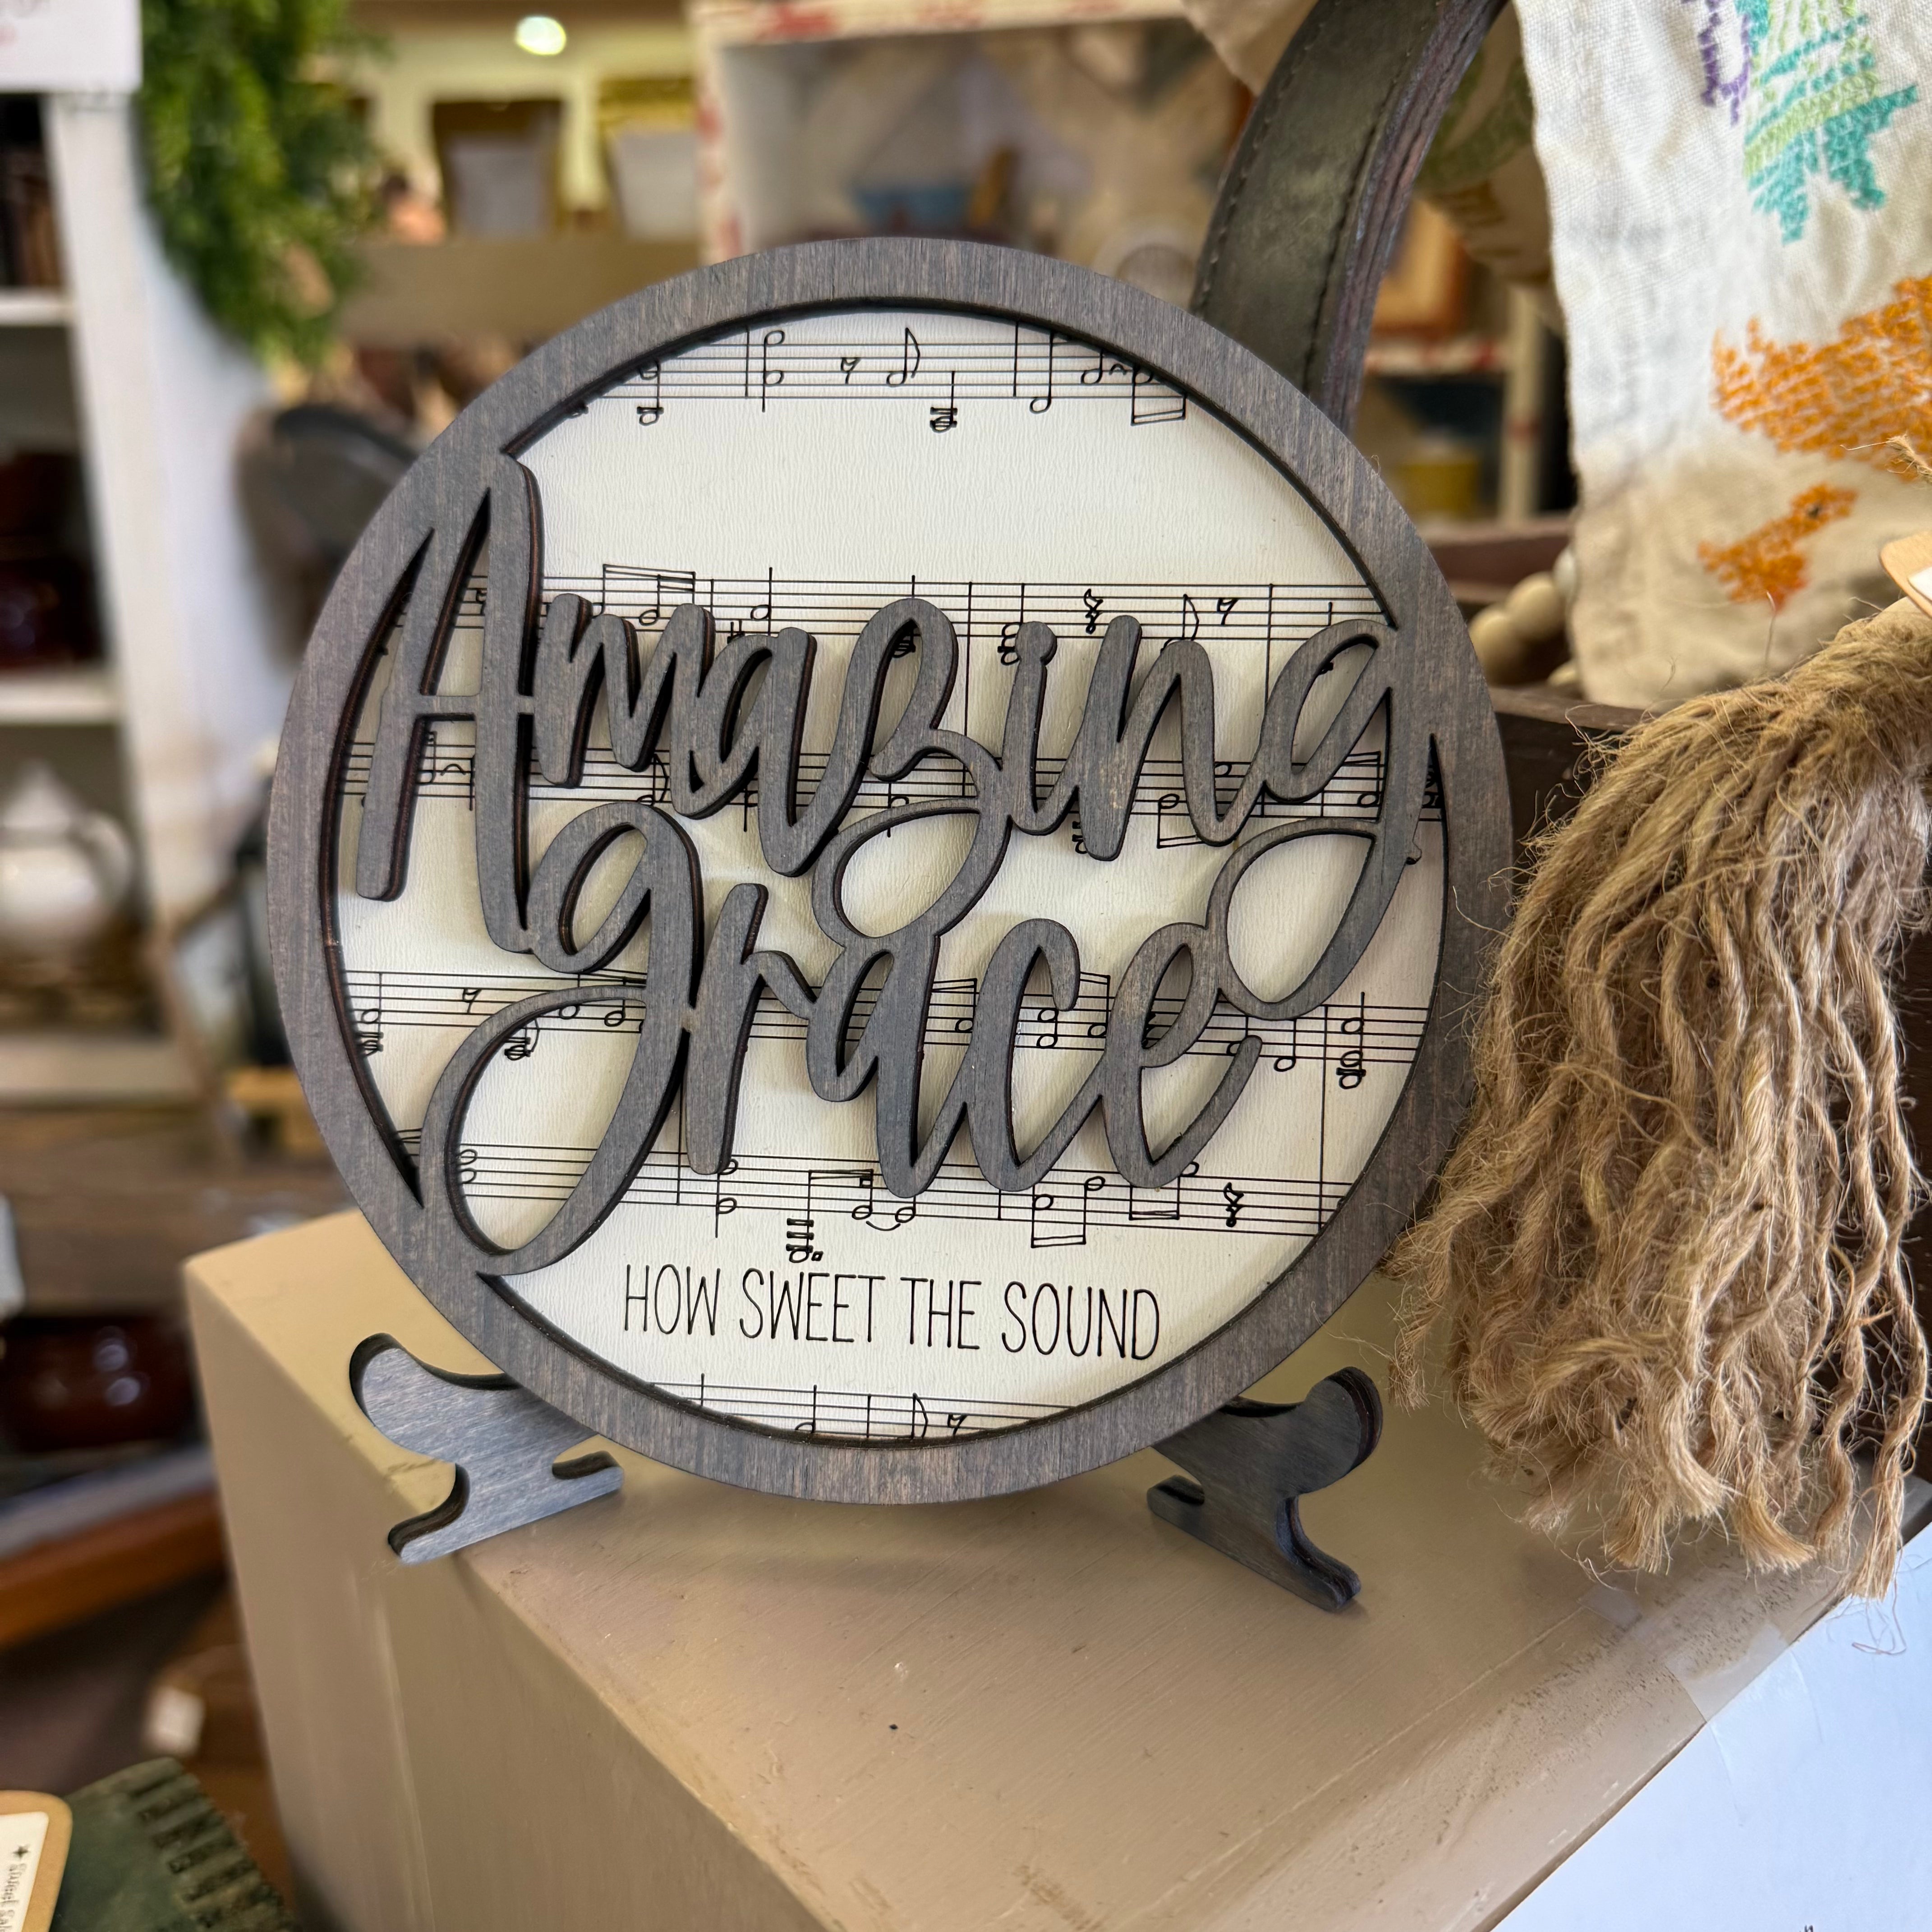 Amazing
grace
HOW SWEET THE SOUND